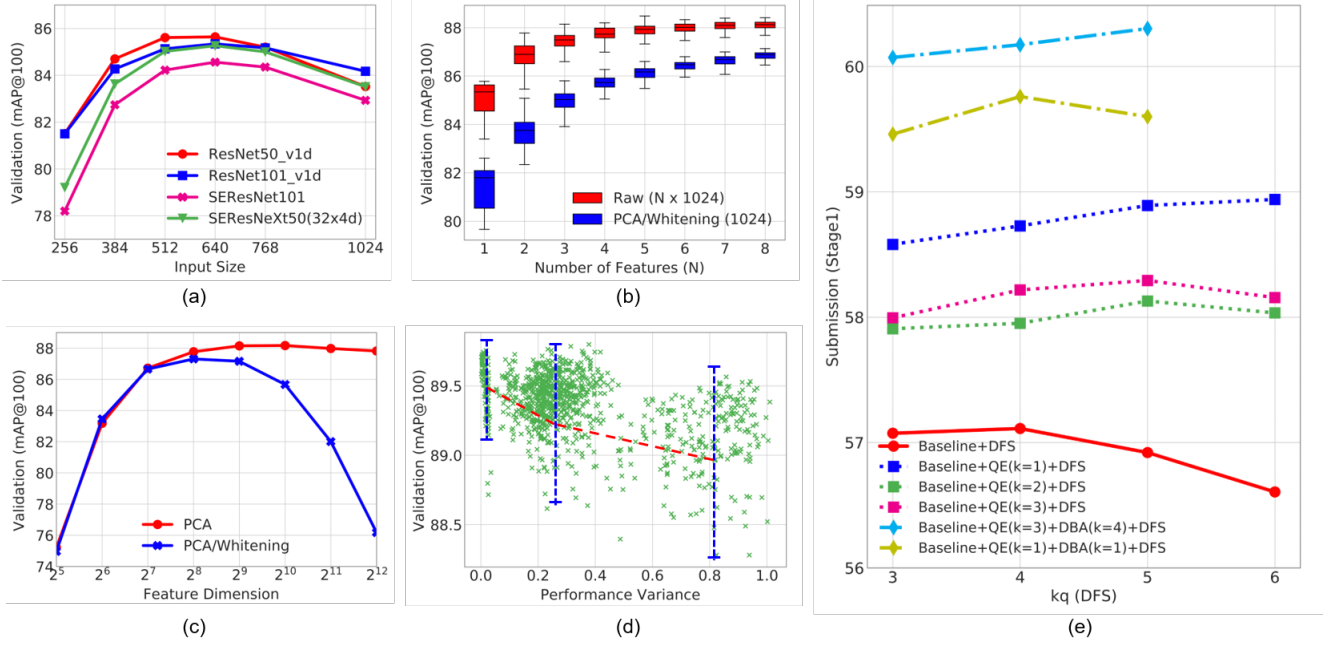 Validation (mAP@100)
86
84
82
80
78
256
384
512
640
768
1024
Input Size
ResNet50_v1d
ResNet101_v1d
SEResNet101
SEResNeXt50(32x4d)
(a)
Validation (mAP@100)
88
86
84
82
80
1
2
3
4
5
6
7
8
Number of Features (N)
Raw (N x 1024)
PCA/Whitening (1024)
(b)
Validation (mAP@100)
88
86
84
82
80
78
76
74
2^5
2^6
2^7
2^8
2^9
2^10
2^11
2^12
Feature Dimension
PCA
PCA/Whitening
(c)
Validation (mAP@100)
89.5
89.0
88.5
0.0
0.2
0.4
0.6
0.8
1.0
Performance Variance
(d)
Submission (Stage1)
60
59
58
57
56
3
4
5
6
kq (DFS)
Baseline+DFS
Baseline+QE(k=1)+DFS
Baseline+QE(k=2)+DFS
Baseline+QE(k=3)+DFS
Baseline+QE(k=3)+DBA(k=4)+DFS
Baseline+QE(k=1)+DBA(k=1)+DFS
(e)